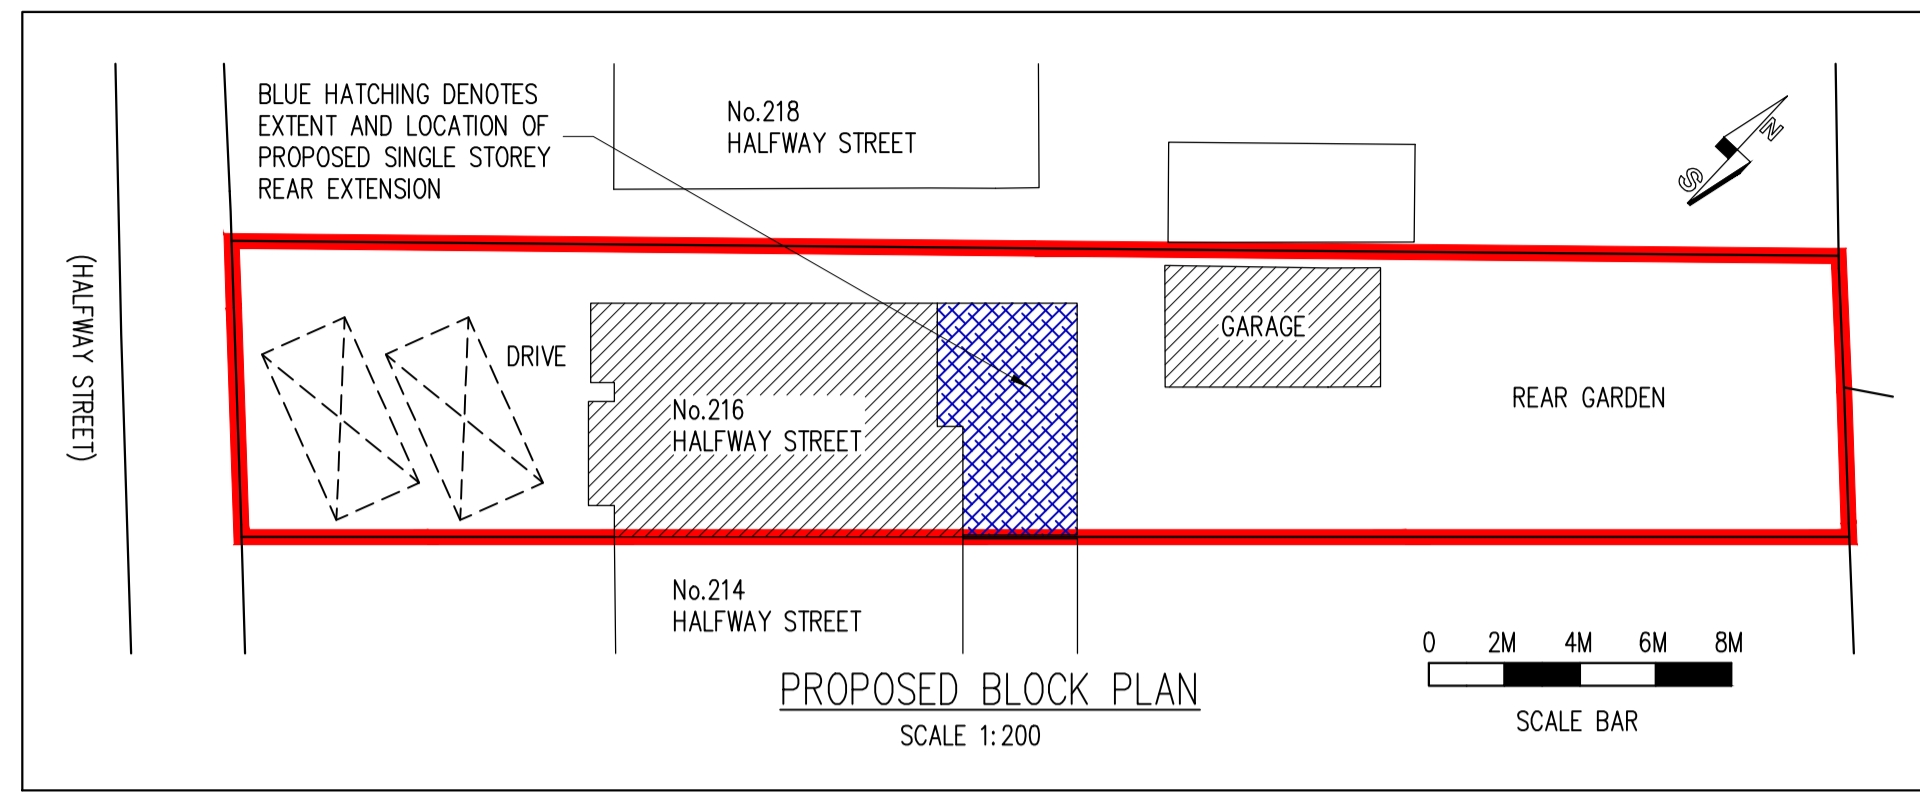 BLUE HATCHING DENOTES
EXTENT AND LOCATION OF
PROPOSED SINGLE STOREY
REAR EXTENSION
No.218
HALFWAY STREET
N
S
(HALFWAY STREET)
DRIVE
No.216
HALFWAY STREET
GARAGE
REAR GARDEN
No.214
HALFWAY STREET
PROPOSED BLOCK PLAN
SCALE 1:200
0 2M 4M 6M 8M
SCALE BAR